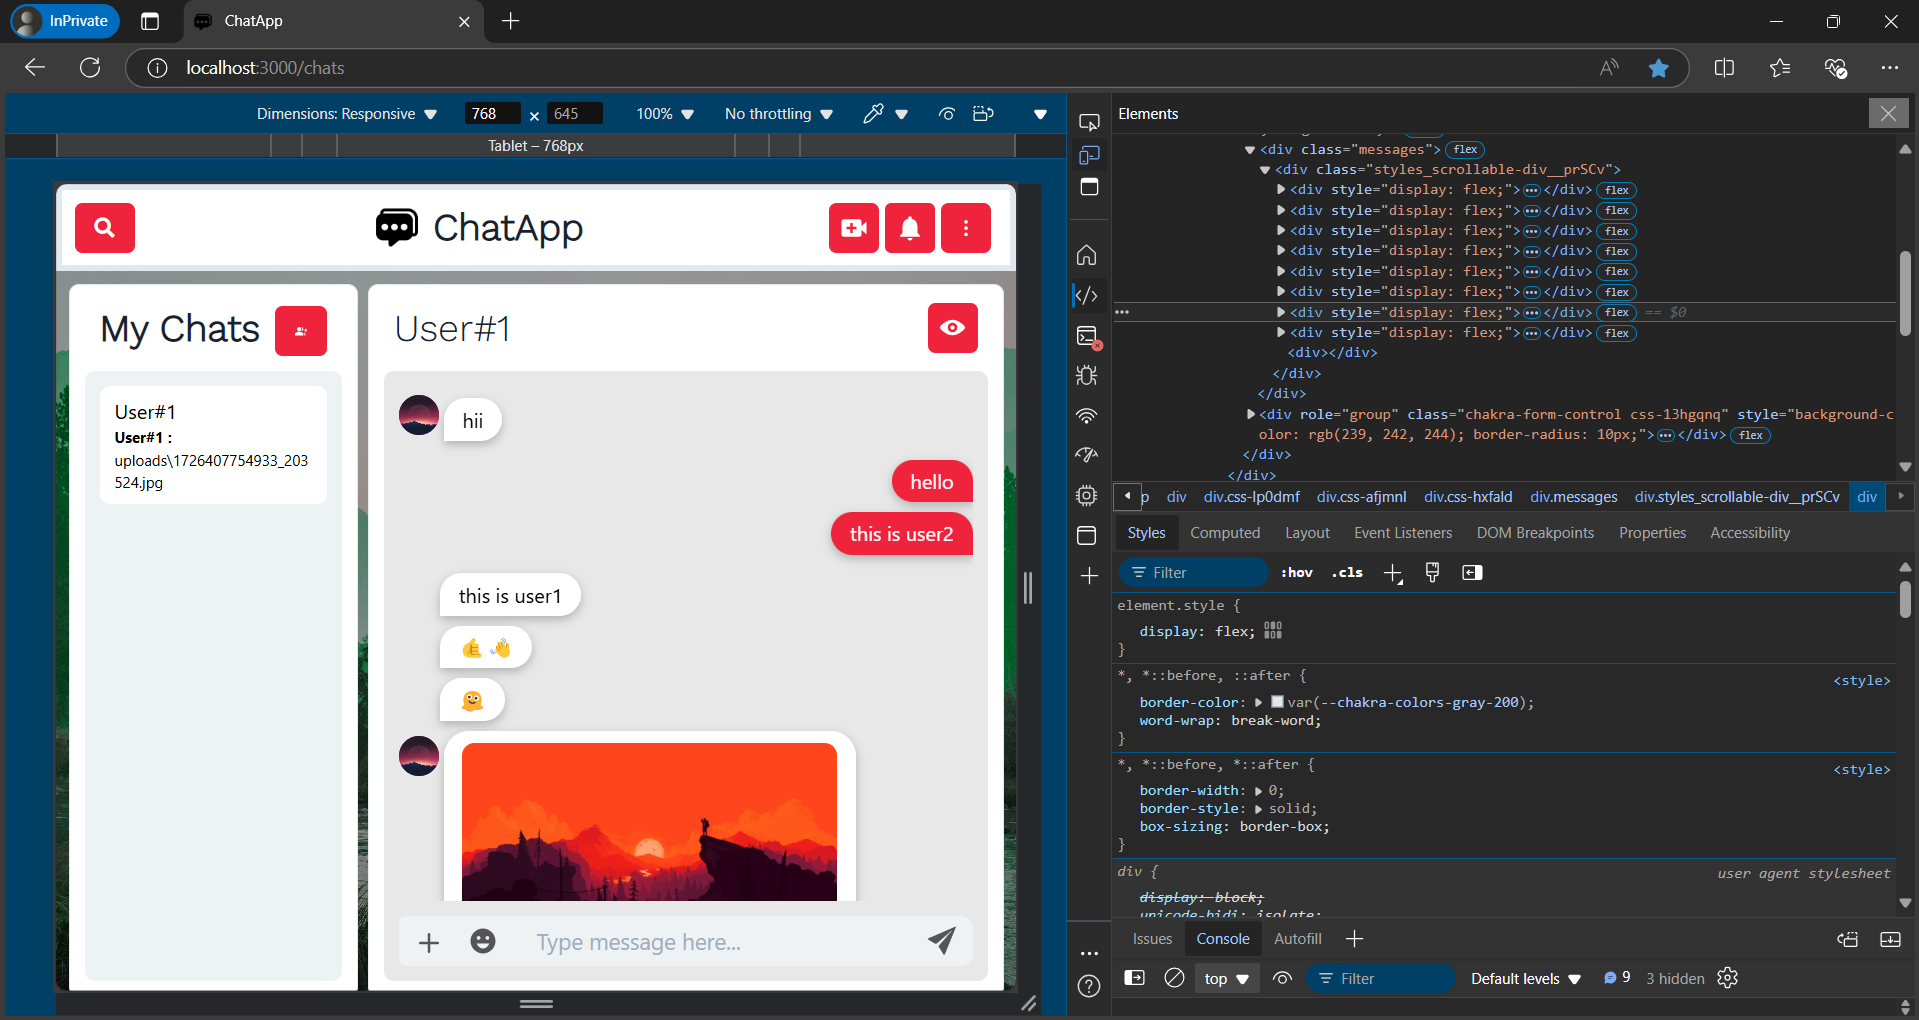 InPrivate
ChatApp
localhost:3000/chats
Dimensions: Responsive
768
×
645
100%
No throttling
Tablet – 768px
ChatApp
My Chats
User#1
User#1 :
uploads\1726407754933_203
524.jpg
User#1
hii
hello
this is user2
this is user1
Type message here...
Elements
<div class="messages"> flex
<div class="styles_scrollable-div__prSCv">
<div style="display: flex;"> </div> flex
<div style="display: flex;"> </div> flex
<div style="display: flex;"> </div> flex
<div style="display: flex;"> </div> flex
<div style="display: flex;"> </div> flex
<div style="display: flex;"> </div> flex
<div style="display: flex;"> </div> flex == $0
<div style="display: flex;"> </div> flex
<div></div>
</div>
</div>
<div role="group" class="chakra-form-control css-13hgqnq" style="background-c
olor: rgb(239, 242, 244); border-radius: 10px;"> </div> flex
</div>
</div>
p div div.css-lp0dmf div.css-afjmnl div.css-hxfald div.messages div.styles_scrollable-div__prSCv div
Styles Computed Layout Event Listeners DOM Breakpoints Properties Accessibility
Filter :hov .cls
element.style {
display: flex;
}
*, *::before, ::after { <style>
border-color: var(--chakra-colors-gray-200);
word-wrap: break-word;
}
*, *::before, *::after { <style>
border-width: 0;
border-style: solid;
box-sizing: border-box;
}
div { user agent stylesheet
display: block;
unicode-bidi: isolate;
Issues Console Autofill
top Filter Default levels 9 3 hidden